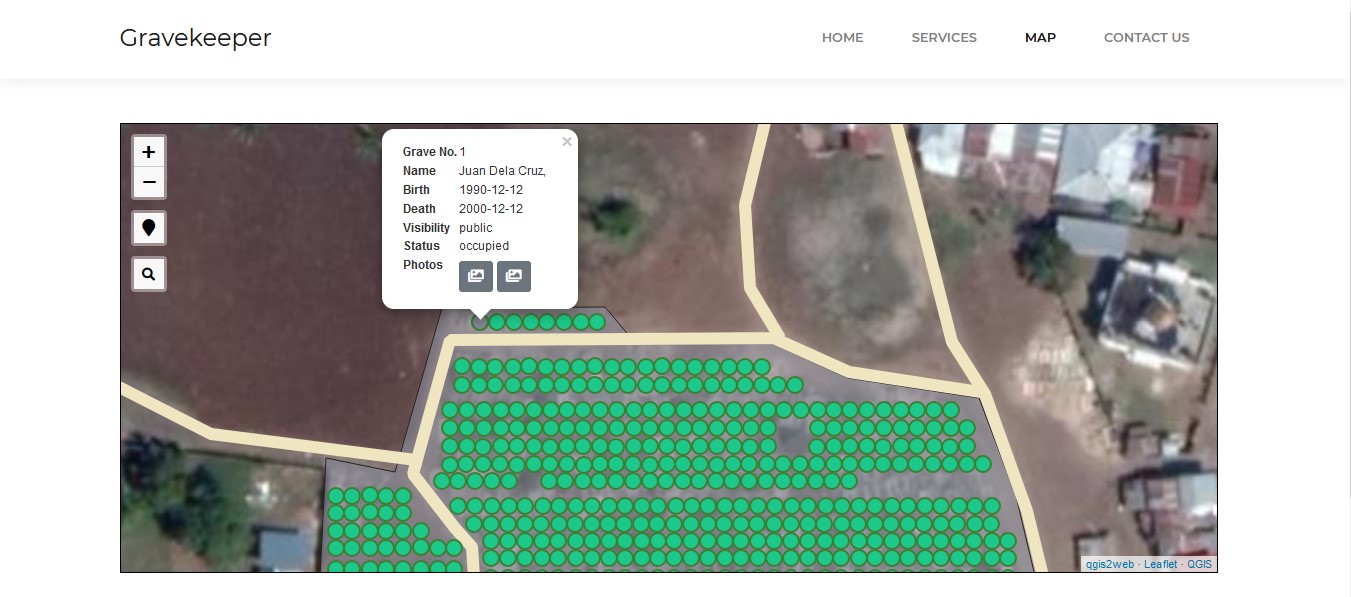 Gravekeeper
HOME SERVICES MAP CONTACT US
+
−
×
Grave No. 1
Name Juan Dela Cruz,
Birth 1990-12-12
Death 2000-12-12
Visibility public
Status occupied
Photos
qgis2web · Leaflet · QGIS